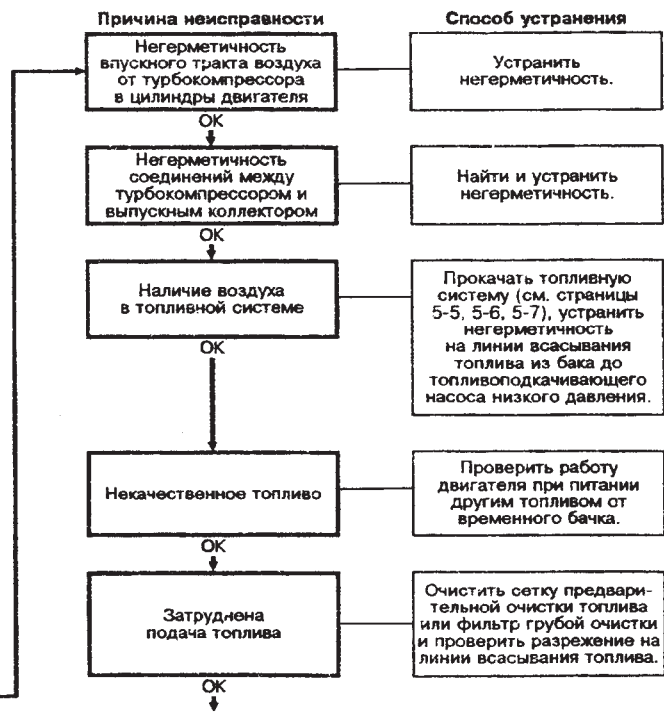 Причина неисправности
Способ устранения
Негерметичность
впускного тракта воздуха
от турбокомпрессора
в цилиндры двигателя
Устранить
негерметичность.
ОК
Негерметичность
соединений между
турбокомпрессором и
выпускным коллектором
Найти и устранить
негерметичность.
ОК
Наличие воздуха
в топливной системе
Прокачать топливную
систему (см. страницы
5-5, 5-6, 5-7), устранить
негерметичность
на линии всасывания
топлива из бака до
топливоподкачивающего
насоса низкого давления.
ОК
Некачественное топливо
Проверить работу
двигателя при питании
другим топливом от
временного бачка.
ОК
Затруднена
подача топлива
Очистить сетку предвари-
тельной очистки топлива
или фильтр грубой очистки
и проверить разрежение на
линии всасывания топлива.
ОК